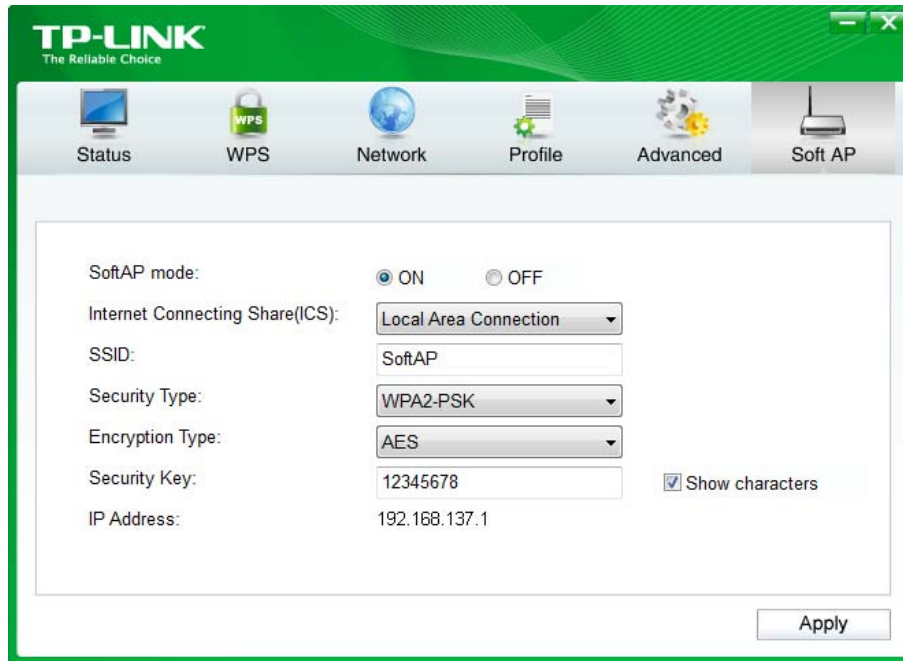 TP-LINK
The Reliable Choice
WPS
Status WPS Network Profile Advanced Soft AP
SoftAP mode: ON OFF
Internet Connecting Share(ICS): Local Area Connection
SSID: SoftAP
Security Type: WPA2-PSK
Encryption Type: AES
Security Key: 12345678 Show characters
IP Address: 192.168.137.1
Apply